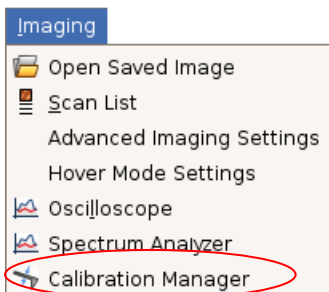 Imaging
Open Saved Image
Scan List
Advanced Imaging Settings
Hover Mode Settings
Oscilloscope
Spectrum Analyzer
Calibration Manager